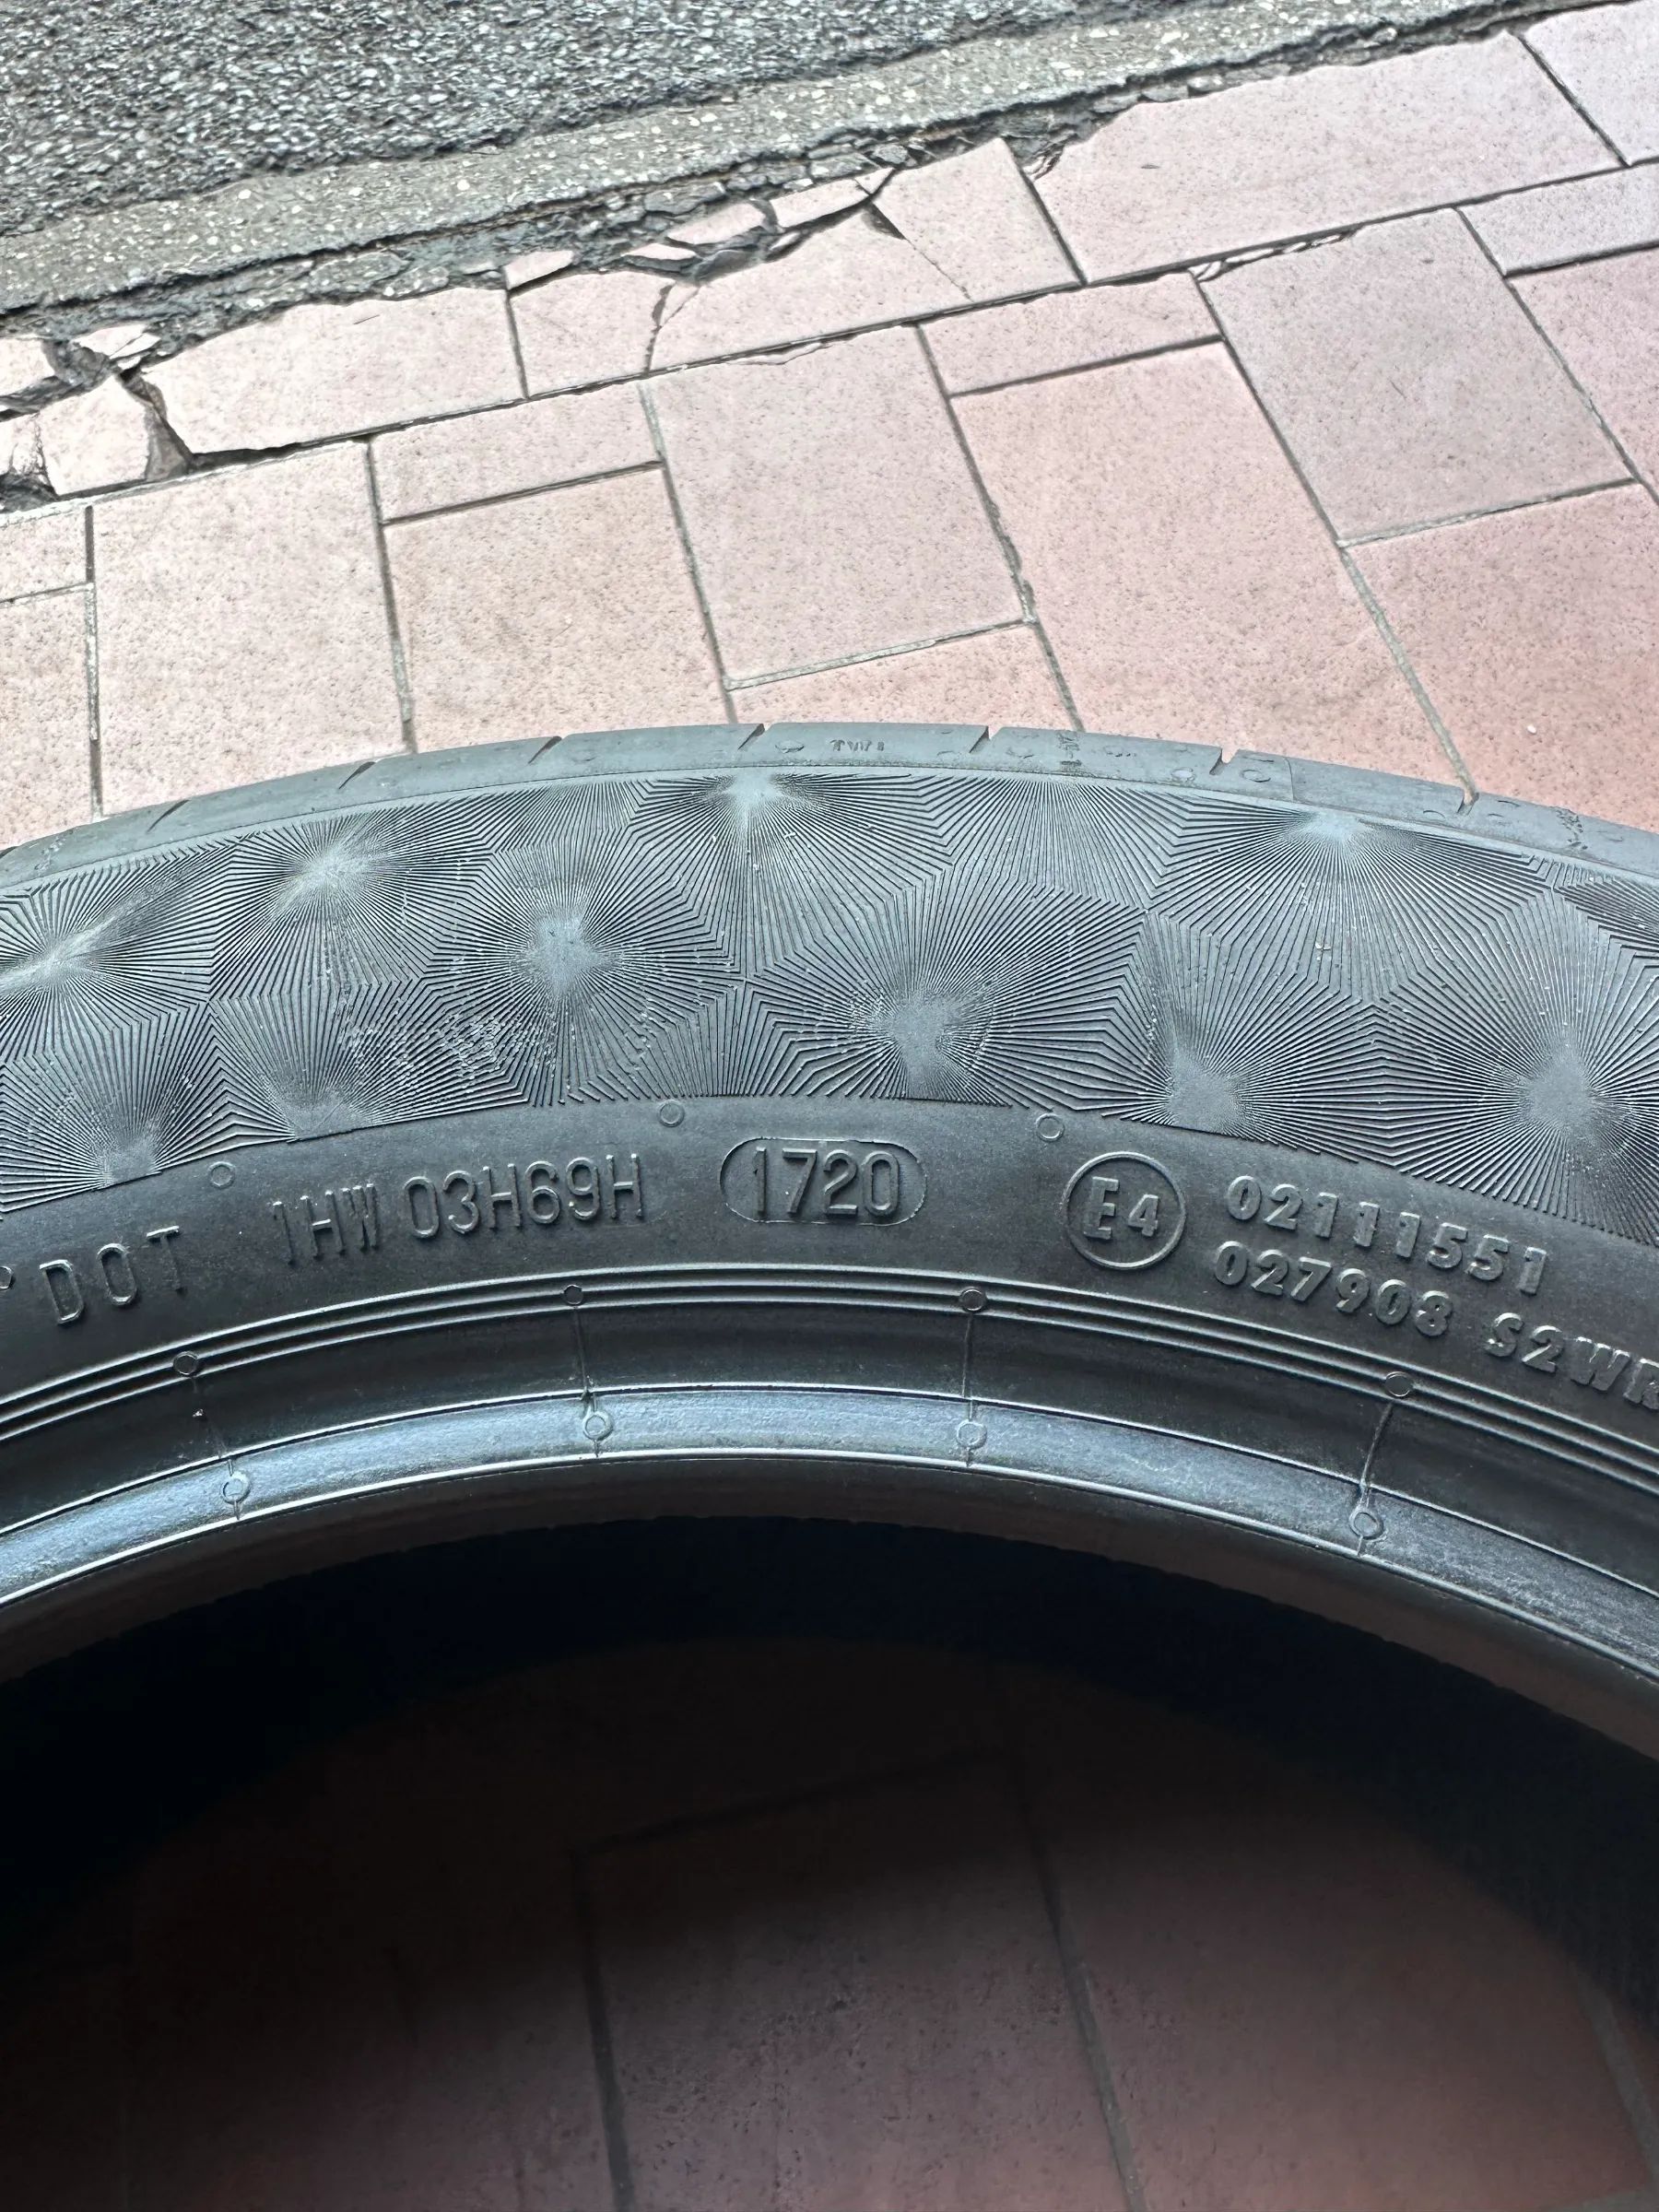 TWI
DOT 1HW 03H69H 1720 E4 02111551
027908 S2WR